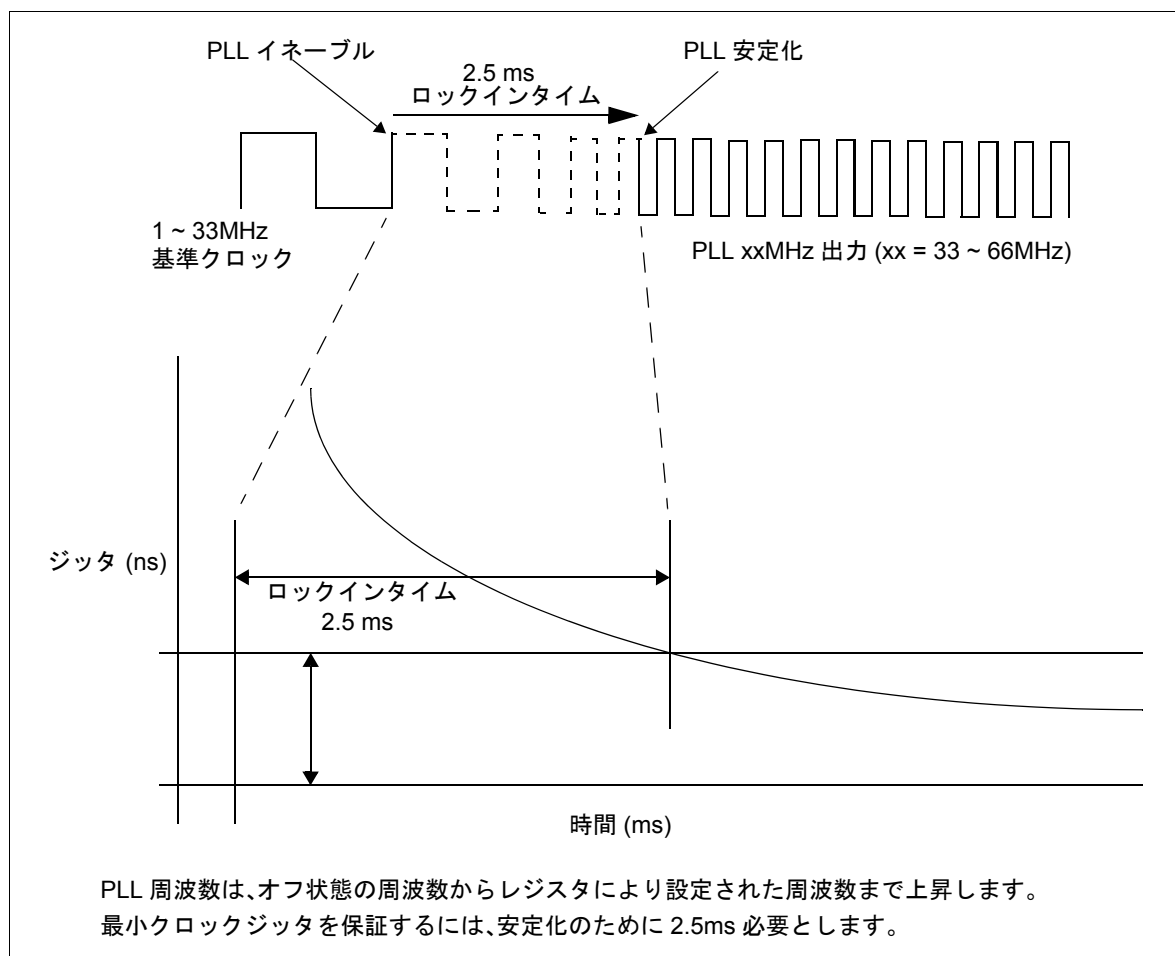 PLL イネーブル
PLL 安定化
2.5 ms
ロックインタイム
1 ~ 33MHz
基準クロック
PLL xxMHz 出力 (xx = 33 ~ 66MHz)
ジッタ (ns)
ロックインタイム
2.5 ms
時間 (ms)
PLL 周波数は、オフ状態の周波数からレジスタにより設定された周波数まで上昇します。
最小クロックジッタを保証するには、安定化のために 2.5ms 必要とします。